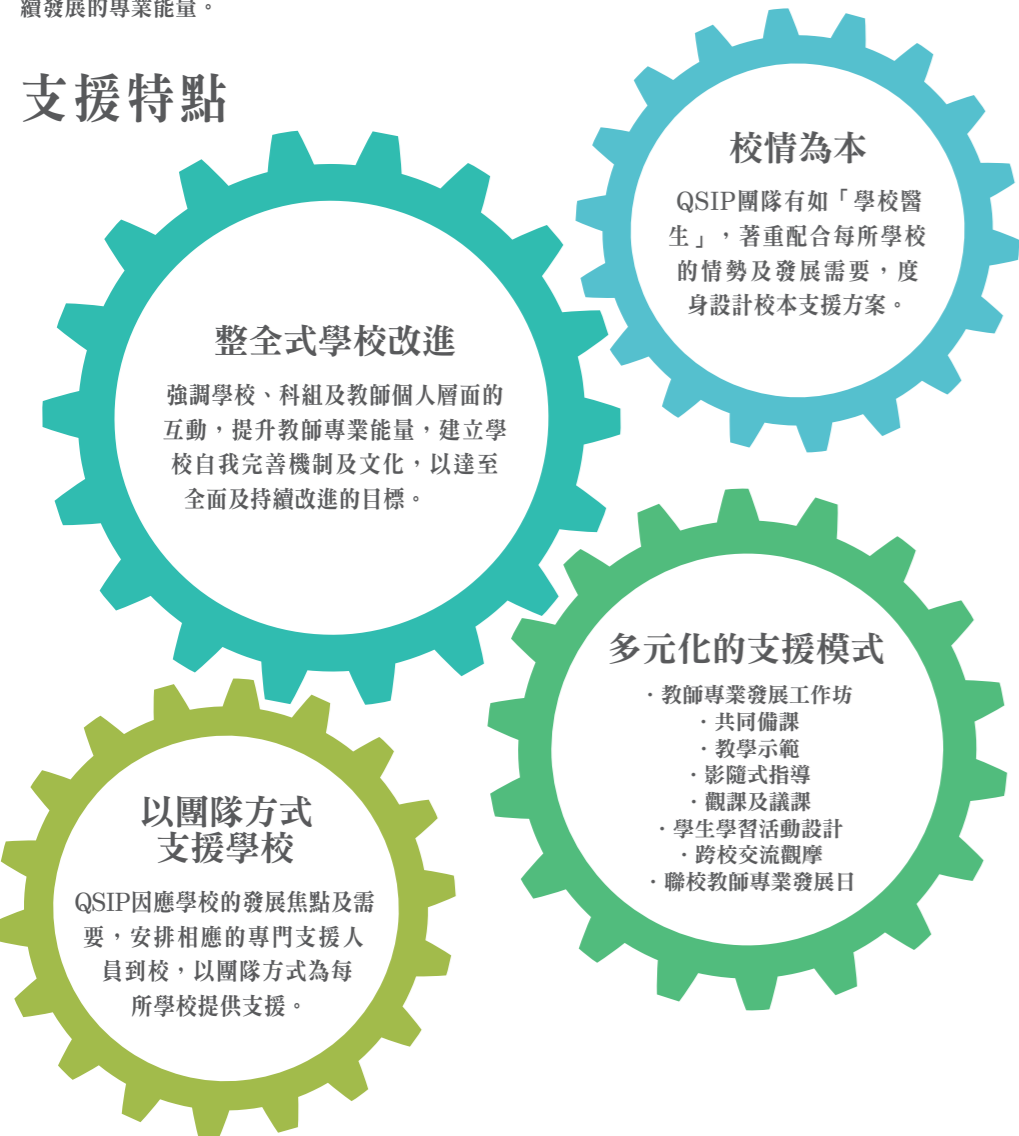 續發展的專業能量。
支援特點
校情為本
QSIP團隊有如「學校醫
生」，著重配合每所學校
的情勢及發展需要，度
身設計校本支援方案。
整全式學校改進
強調學校、科組及教師個人層面的
互動，提升教師專業能量，建立學
校自我完善機制及文化，以達至
全面及持續改進的目標。
多元化的支援模式
·教師專業發展工作坊
·共同備課
·教學示範
·影隨式指導
·觀課及議課
·學生學習活動設計
·跨校交流觀摩
·聯校教師專業發展日
以團隊方式
支援學校
QSIP因應學校的發展焦點及需
要，安排相應的專門支援人
員到校，以團隊方式為每
所學校提供支援。